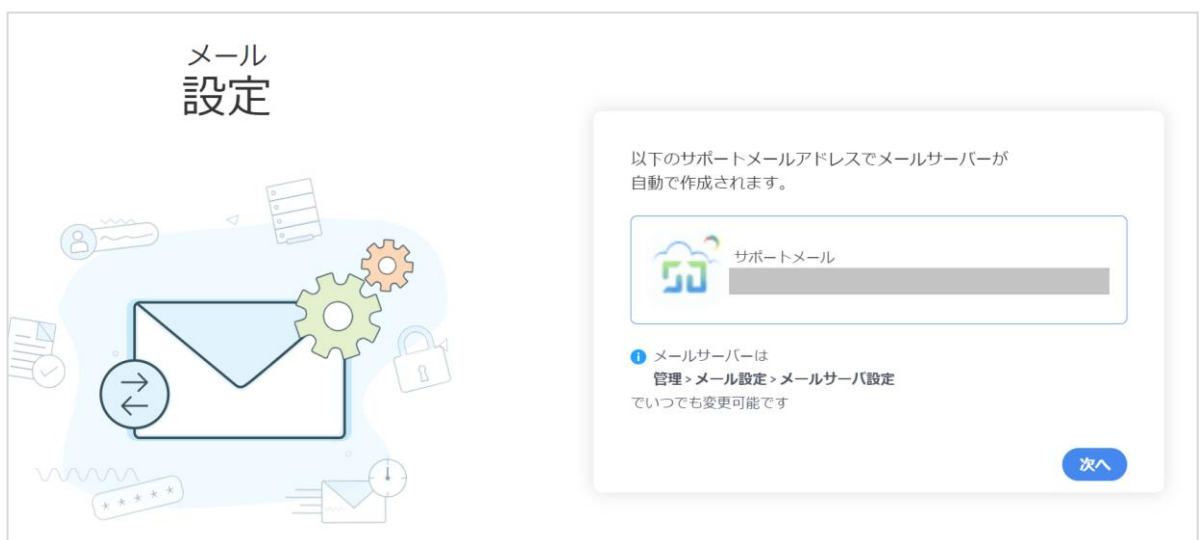 メール
設定
以下のサポートメールアドレスでメールサーバーが
自動で作成されます。
サポートメール
メールサーバーは
管理 > メール設定 > メールサーバ設定
でいつでも変更可能です
次へ
* * * * *